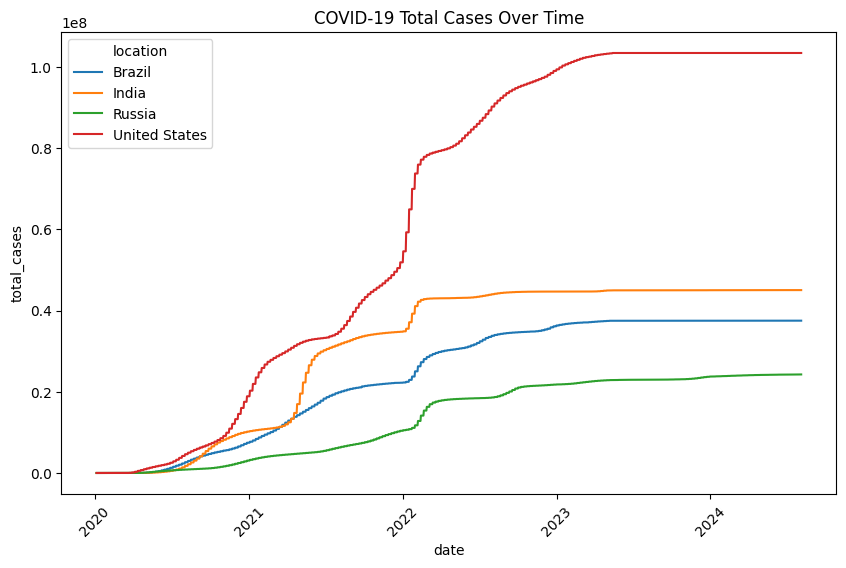 COVID-19 Total Cases Over Time
1e8
location
Brazil
India
Russia
United States
1.0
0.8
0.6
0.4
0.2
0.0
total_cases
2020
2021
2022
2023
2024
date